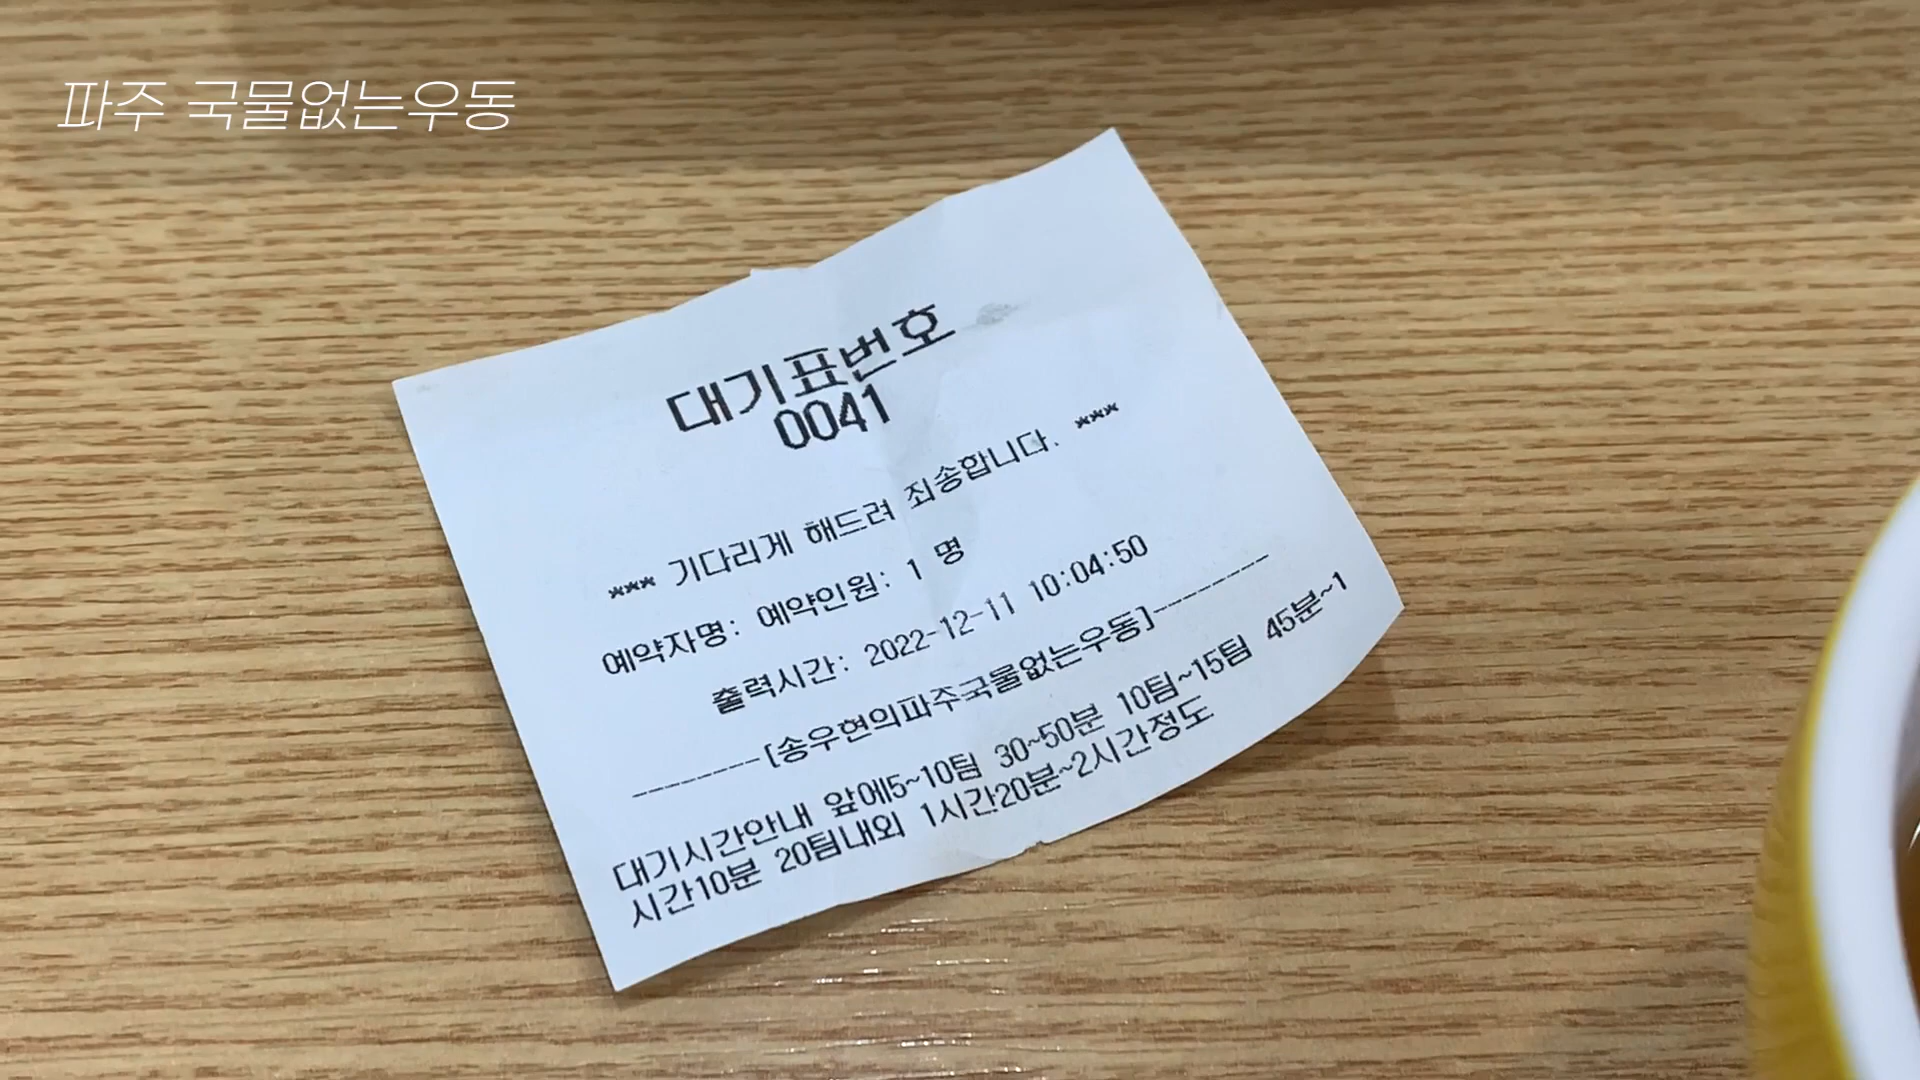 파주 국물없는우동
대기표번호
0041
*** 기다리게 해드려 죄송합니다. ***
예약자명: 예약인원: 1 명
출력시간: 2022-12-11 10:04:50
-------[송우현의파주국물없는우동]-------
대기시간안내 앞에5~10팀 30~50분 10팀~15팀 45분~1
시간10분 20팀내외 1시간20분~2시간정도